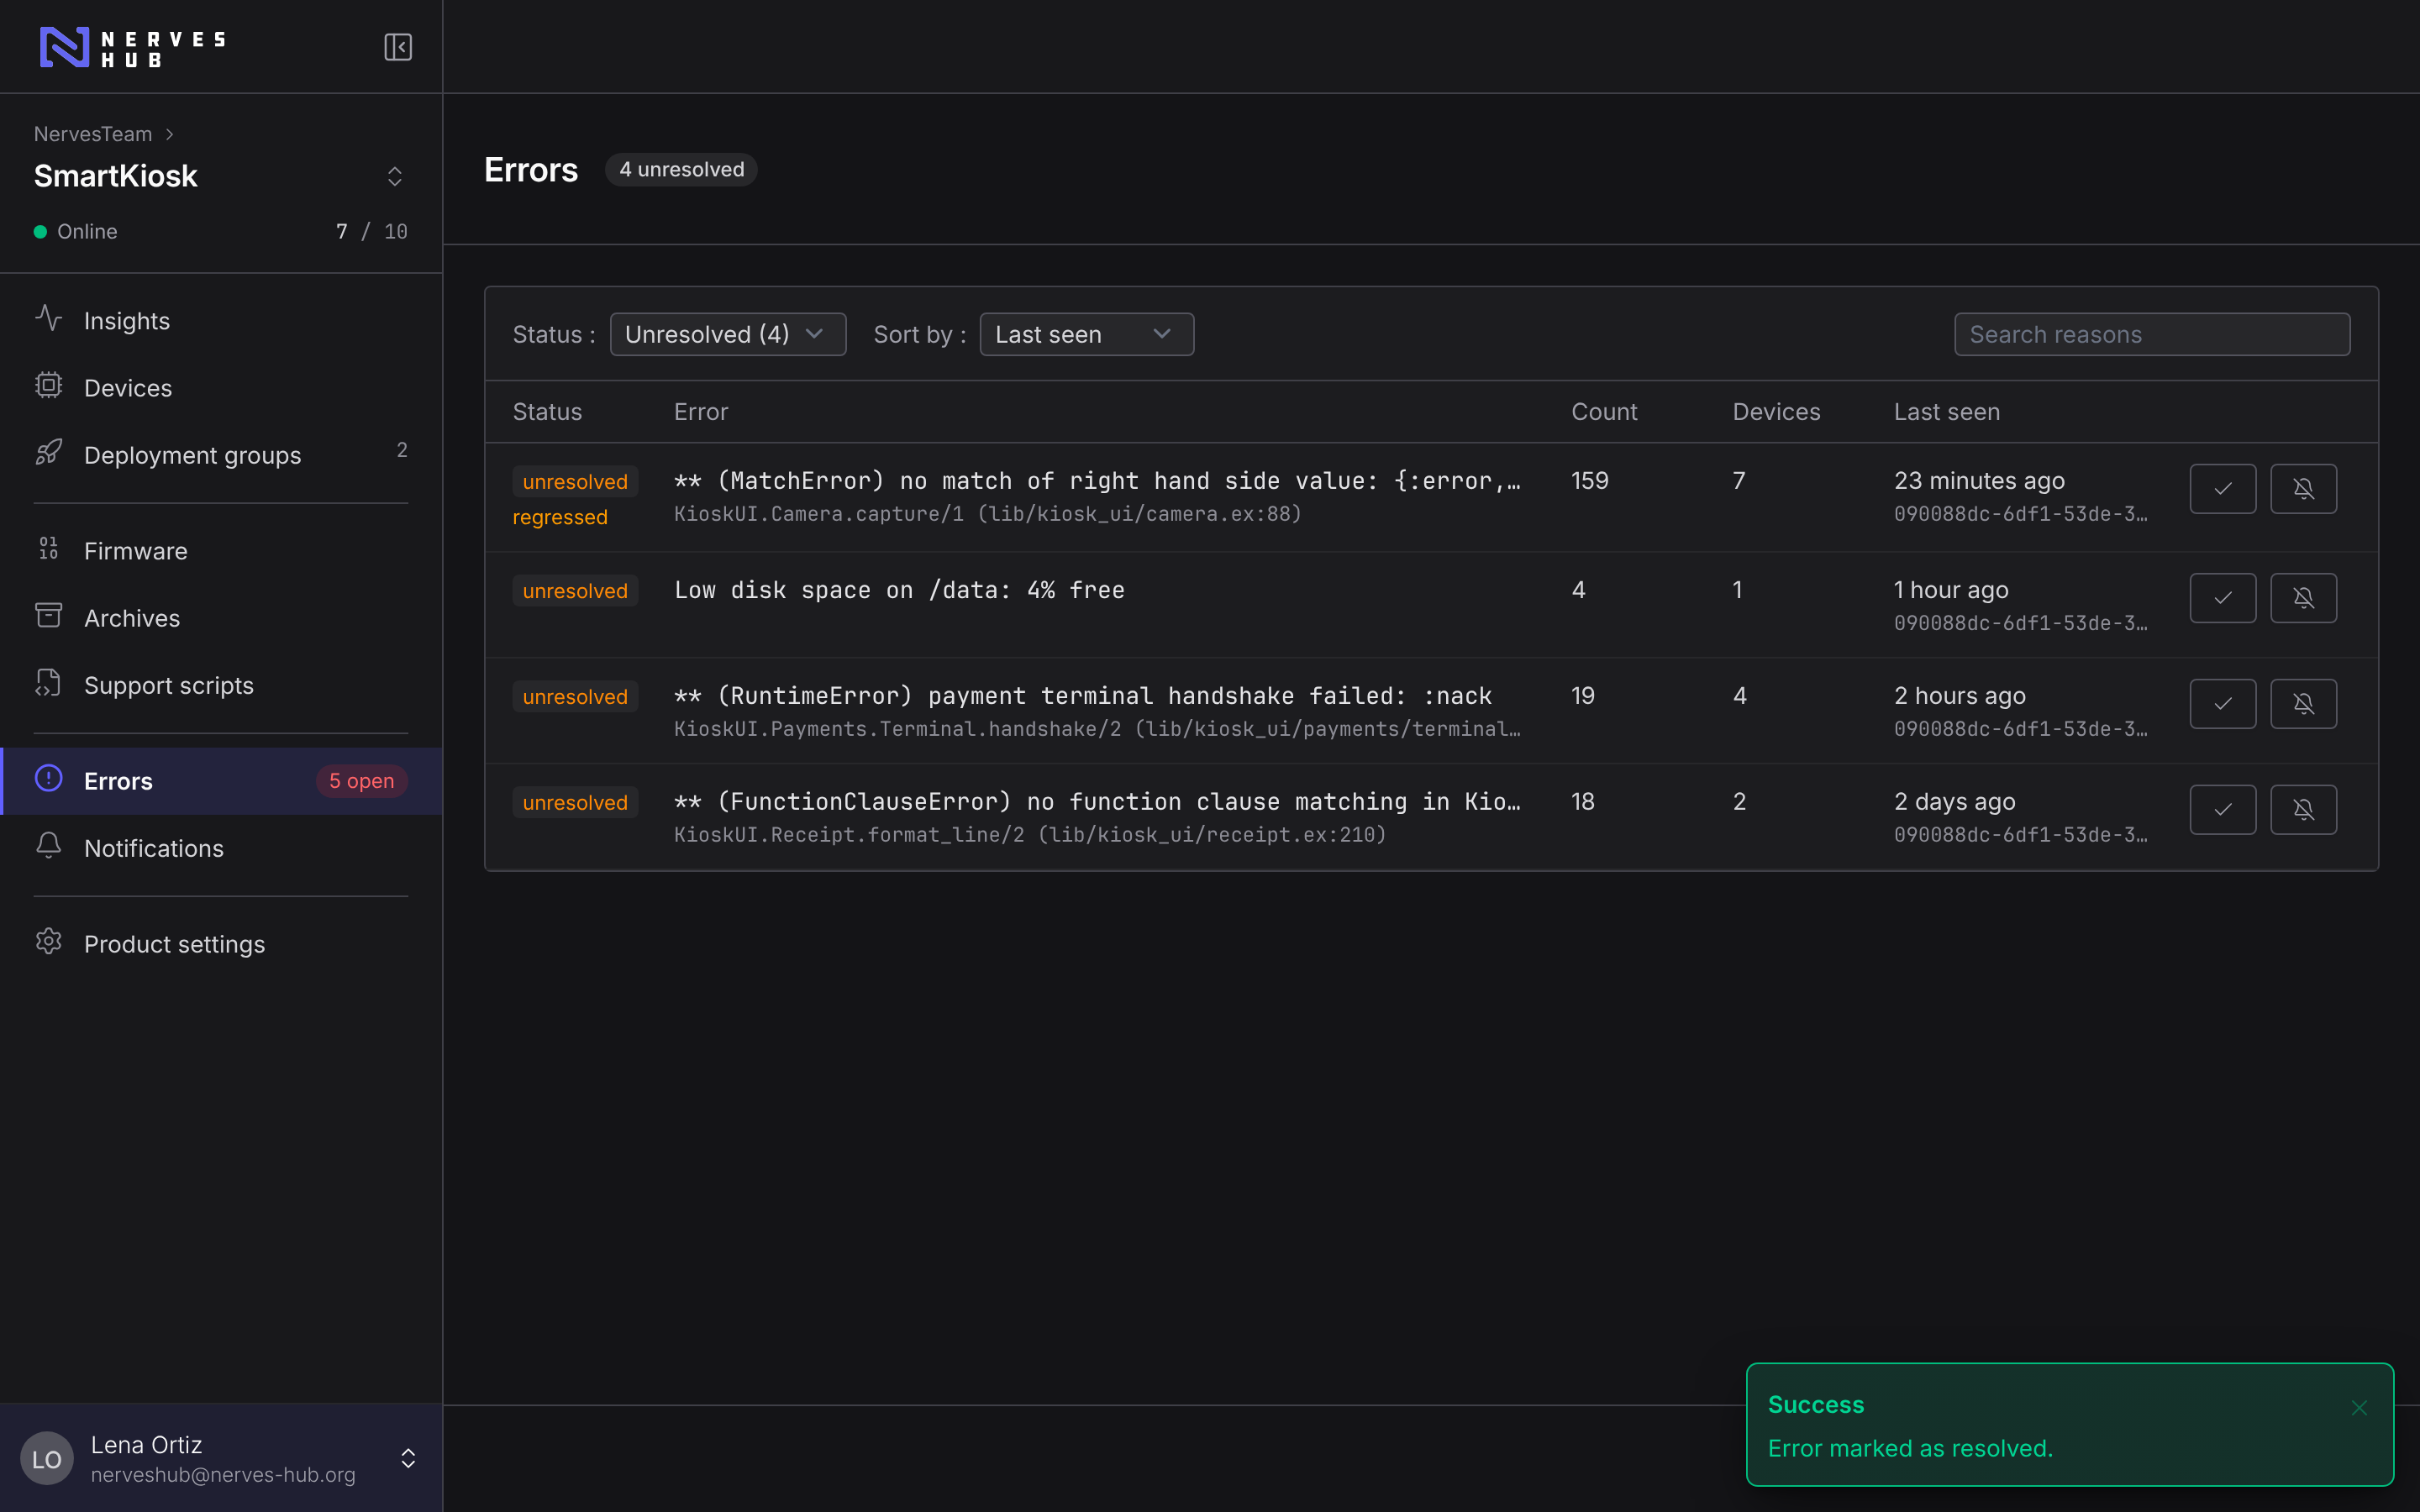 NERVES
HUB
NervesTeam
SmartKiosk
Online 7 / 10
Insights
Devices
Deployment groups 2
Firmware
Archives
Support scripts
Errors 5 open
Notifications
Product settings
LO
Lena Ortiz
nerveshub@nerves-hub.org
Errors 4 unresolved
Status : Unresolved (4) Sort by : Last seen Search reasons
Status Error Count Devices Last seen
unresolved ** (MatchError) no match of right hand side value: {:error,… 159 7 23 minutes ago
regressed KioskUI.Camera.capture/1 (lib/kiosk_ui/camera.ex:88) 090088dc-6df1-53de-3…
unresolved Low disk space on /data: 4% free 4 1 1 hour ago
090088dc-6df1-53de-3…
unresolved ** (RuntimeError) payment terminal handshake failed: :nack 19 4 2 hours ago
KioskUI.Payments.Terminal.handshake/2 (lib/kiosk_ui/payments/terminal… 090088dc-6df1-53de-3…
unresolved ** (FunctionClauseError) no function clause matching in Kio… 18 2 2 days ago
KioskUI.Receipt.format_line/2 (lib/kiosk_ui/receipt.ex:210) 090088dc-6df1-53de-3…
Success
Error marked as resolved.